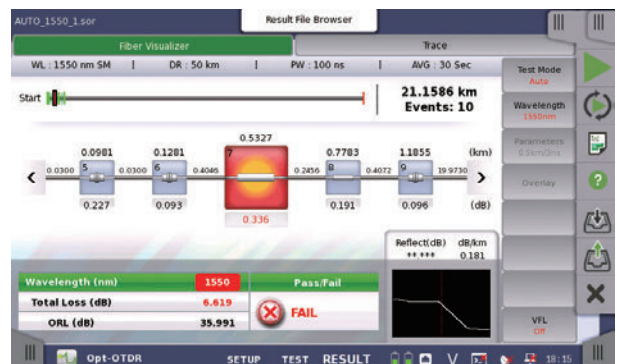 AUTO_1550_1.sor
Result File Browser
Fiber Visualizer
Trace
WL : 1550 nm SM | DR : 50 km | PW : 100 ns | AVG : 30 Sec
Start
21.1586 km
Events: 10
0.0981 0.1281 0.5327 0.7783 1.1855 (km)
0.0300 5 0.0300 6 0.4046 7 0.2456 8 0.4072 9 19.9730
0.227 0.093 0.336 0.191 0.096 (dB)
Reflect(dB) dB/km
**.*** 0.181
Wavelength (nm) 1550 Pass/Fail
Total Loss (dB) 6.619
FAIL
ORL (dB) 35.991
Test Mode
Auto
Wavelength
1550nm
Parameters
0.5km/3ns
Overlay
VFL
Off
Opt-OTDR SETUP TEST RESULT V 18:15